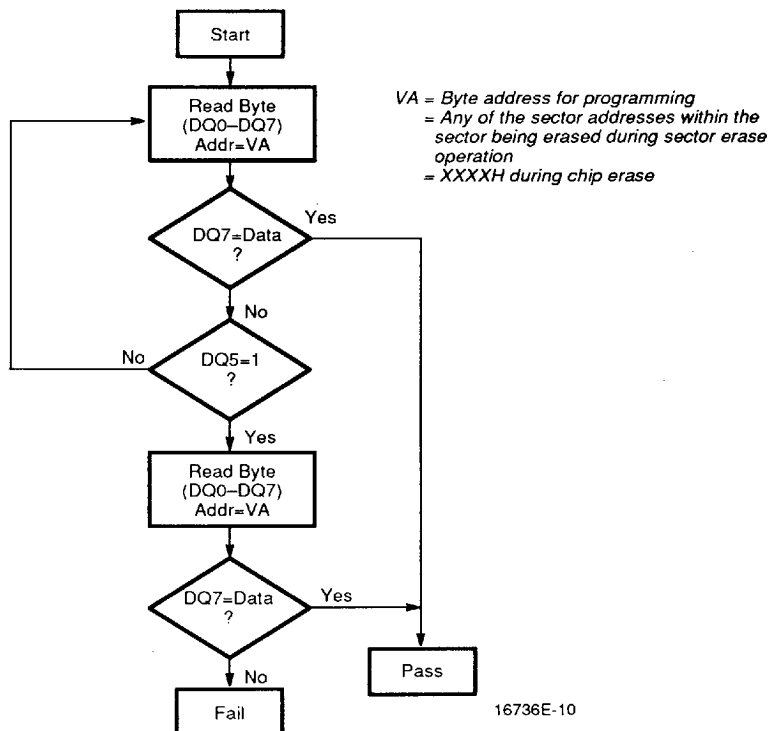 Start
Read Byte
(DQ0–DQ7)
Addr=VA
VA = Byte address for programming
= Any of the sector addresses within the
sector being erased during sector erase
operation
= XXXXH during chip erase
DQ7=Data
?
Yes
No
DQ5=1
?
No
Yes
Read Byte
(DQ0–DQ7)
Addr=VA
DQ7=Data
?
Yes
No
Pass
Fail
16736E-10